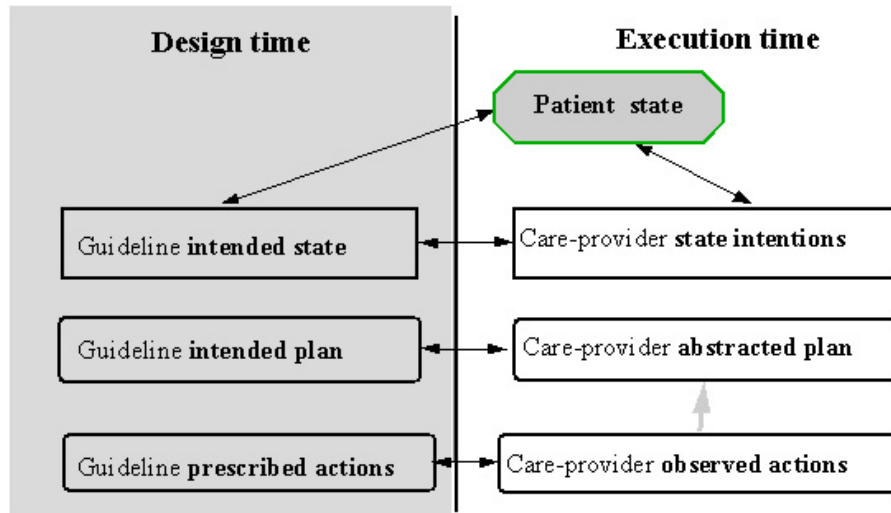 Design time
Execution time
Patient state
Guideline intended state
Care-provider state intentions
Guideline intended plan
Care-provider abstracted plan
Guideline prescribed actions
Care-provider observed actions